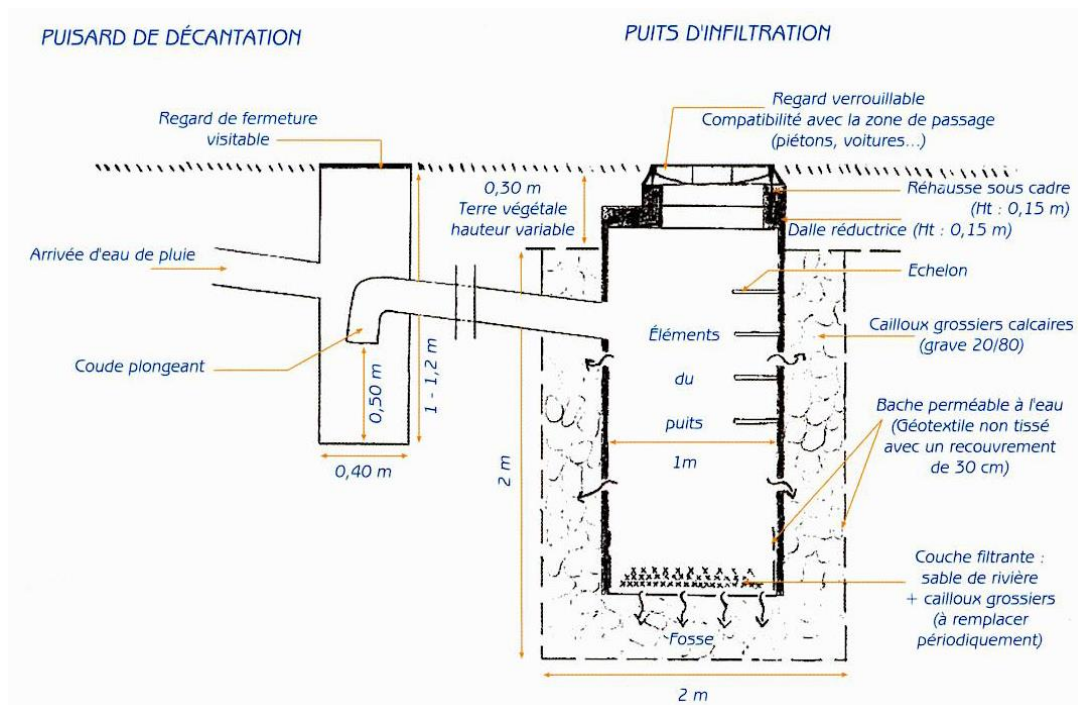 PUISARD DE DÉCANTATION
PUITS D'INFILTRATION
Regard de fermeture
visitable
Regard verrouillable
Compatibilité avec la zone de passage
(piétons, voitures...)
0,30 m
Terre végétale
hauteur variable
Réhausse sous cadre
(Ht : 0,15 m)
Dalle réductrice (Ht : 0,15 m)
Arrivée d'eau de pluie
Echelon
Éléments
du
puits
Cailloux grossiers calcaires
(grave 20/80)
Coude plongeant
0,50 m
1 - 1,2 m
0,40 m
Bache perméable à l'eau
(Géotextile non tissé
avec un recouvrement
de 30 cm)
1m
2 m
Couche filtrante :
sable de rivière
+ cailloux grossiers
(à remplacer
périodiquement)
Fosse
2 m